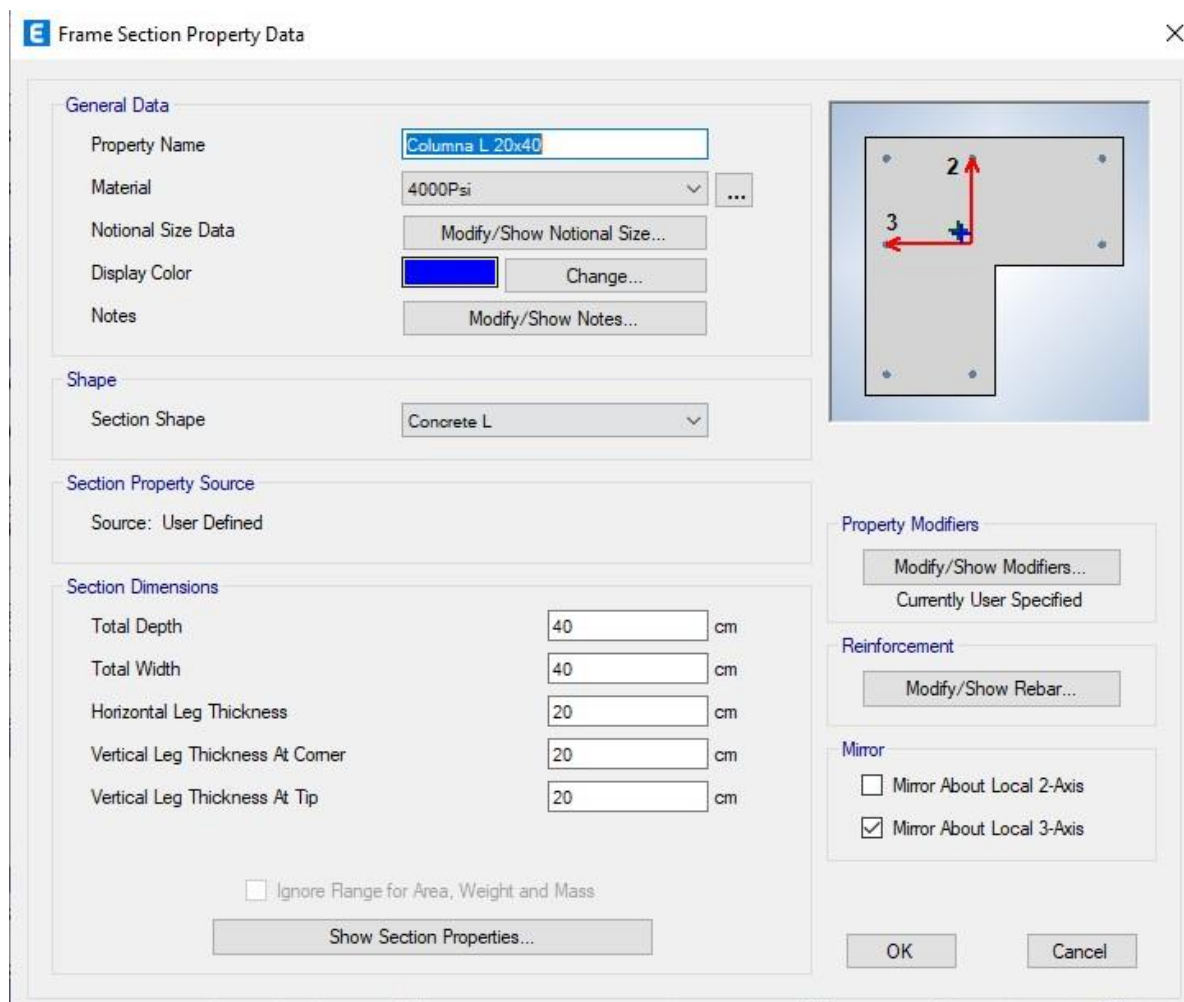 E Frame Section Property Data
General Data
Property Name Columna L 20x40
Material 4000Psi ...
Notional Size Data Modify/Show Notional Size...
Display Color Change...
Notes Modify/Show Notes...
2
3
Shape
Section Shape Concrete L
Section Property Source
Source: User Defined
Property Modifiers
Modify/Show Modifiers...
Currently User Specified
Section Dimensions
Total Depth 40 cm
Total Width 40 cm
Horizontal Leg Thickness 20 cm
Vertical Leg Thickness At Corner 20 cm
Vertical Leg Thickness At Tip 20 cm
Reinforcement
Modify/Show Rebar...
Mirror
Mirror About Local 2-Axis
Mirror About Local 3-Axis
Ignore Flange for Area, Weight and Mass
Show Section Properties...
OK Cancel